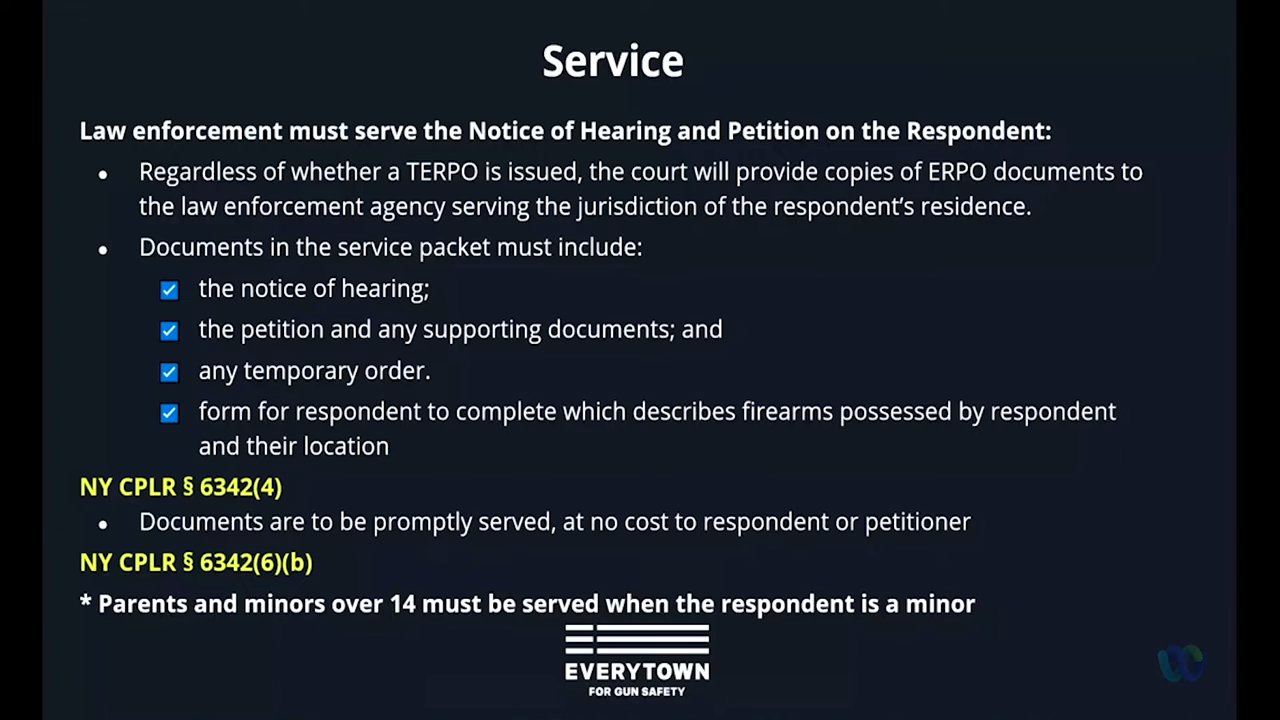 Service
Law enforcement must serve the Notice of Hearing and Petition on the Respondent:
• Regardless of whether a TERPO is issued, the court will provide copies of ERPO documents to
the law enforcement agency serving the jurisdiction of the respondent's residence.
• Documents in the service packet must include:
the notice of hearing;
the petition and any supporting documents; and
any temporary order.
form for respondent to complete which describes firearms possessed by respondent
and their location
NY CPLR § 6342(4)
• Documents are to be promptly served, at no cost to respondent or petitioner
NY CPLR § 6342(6)(b)
* Parents and minors over 14 must be served when the respondent is a minor
EVERYTOWN
FOR GUN SAFETY